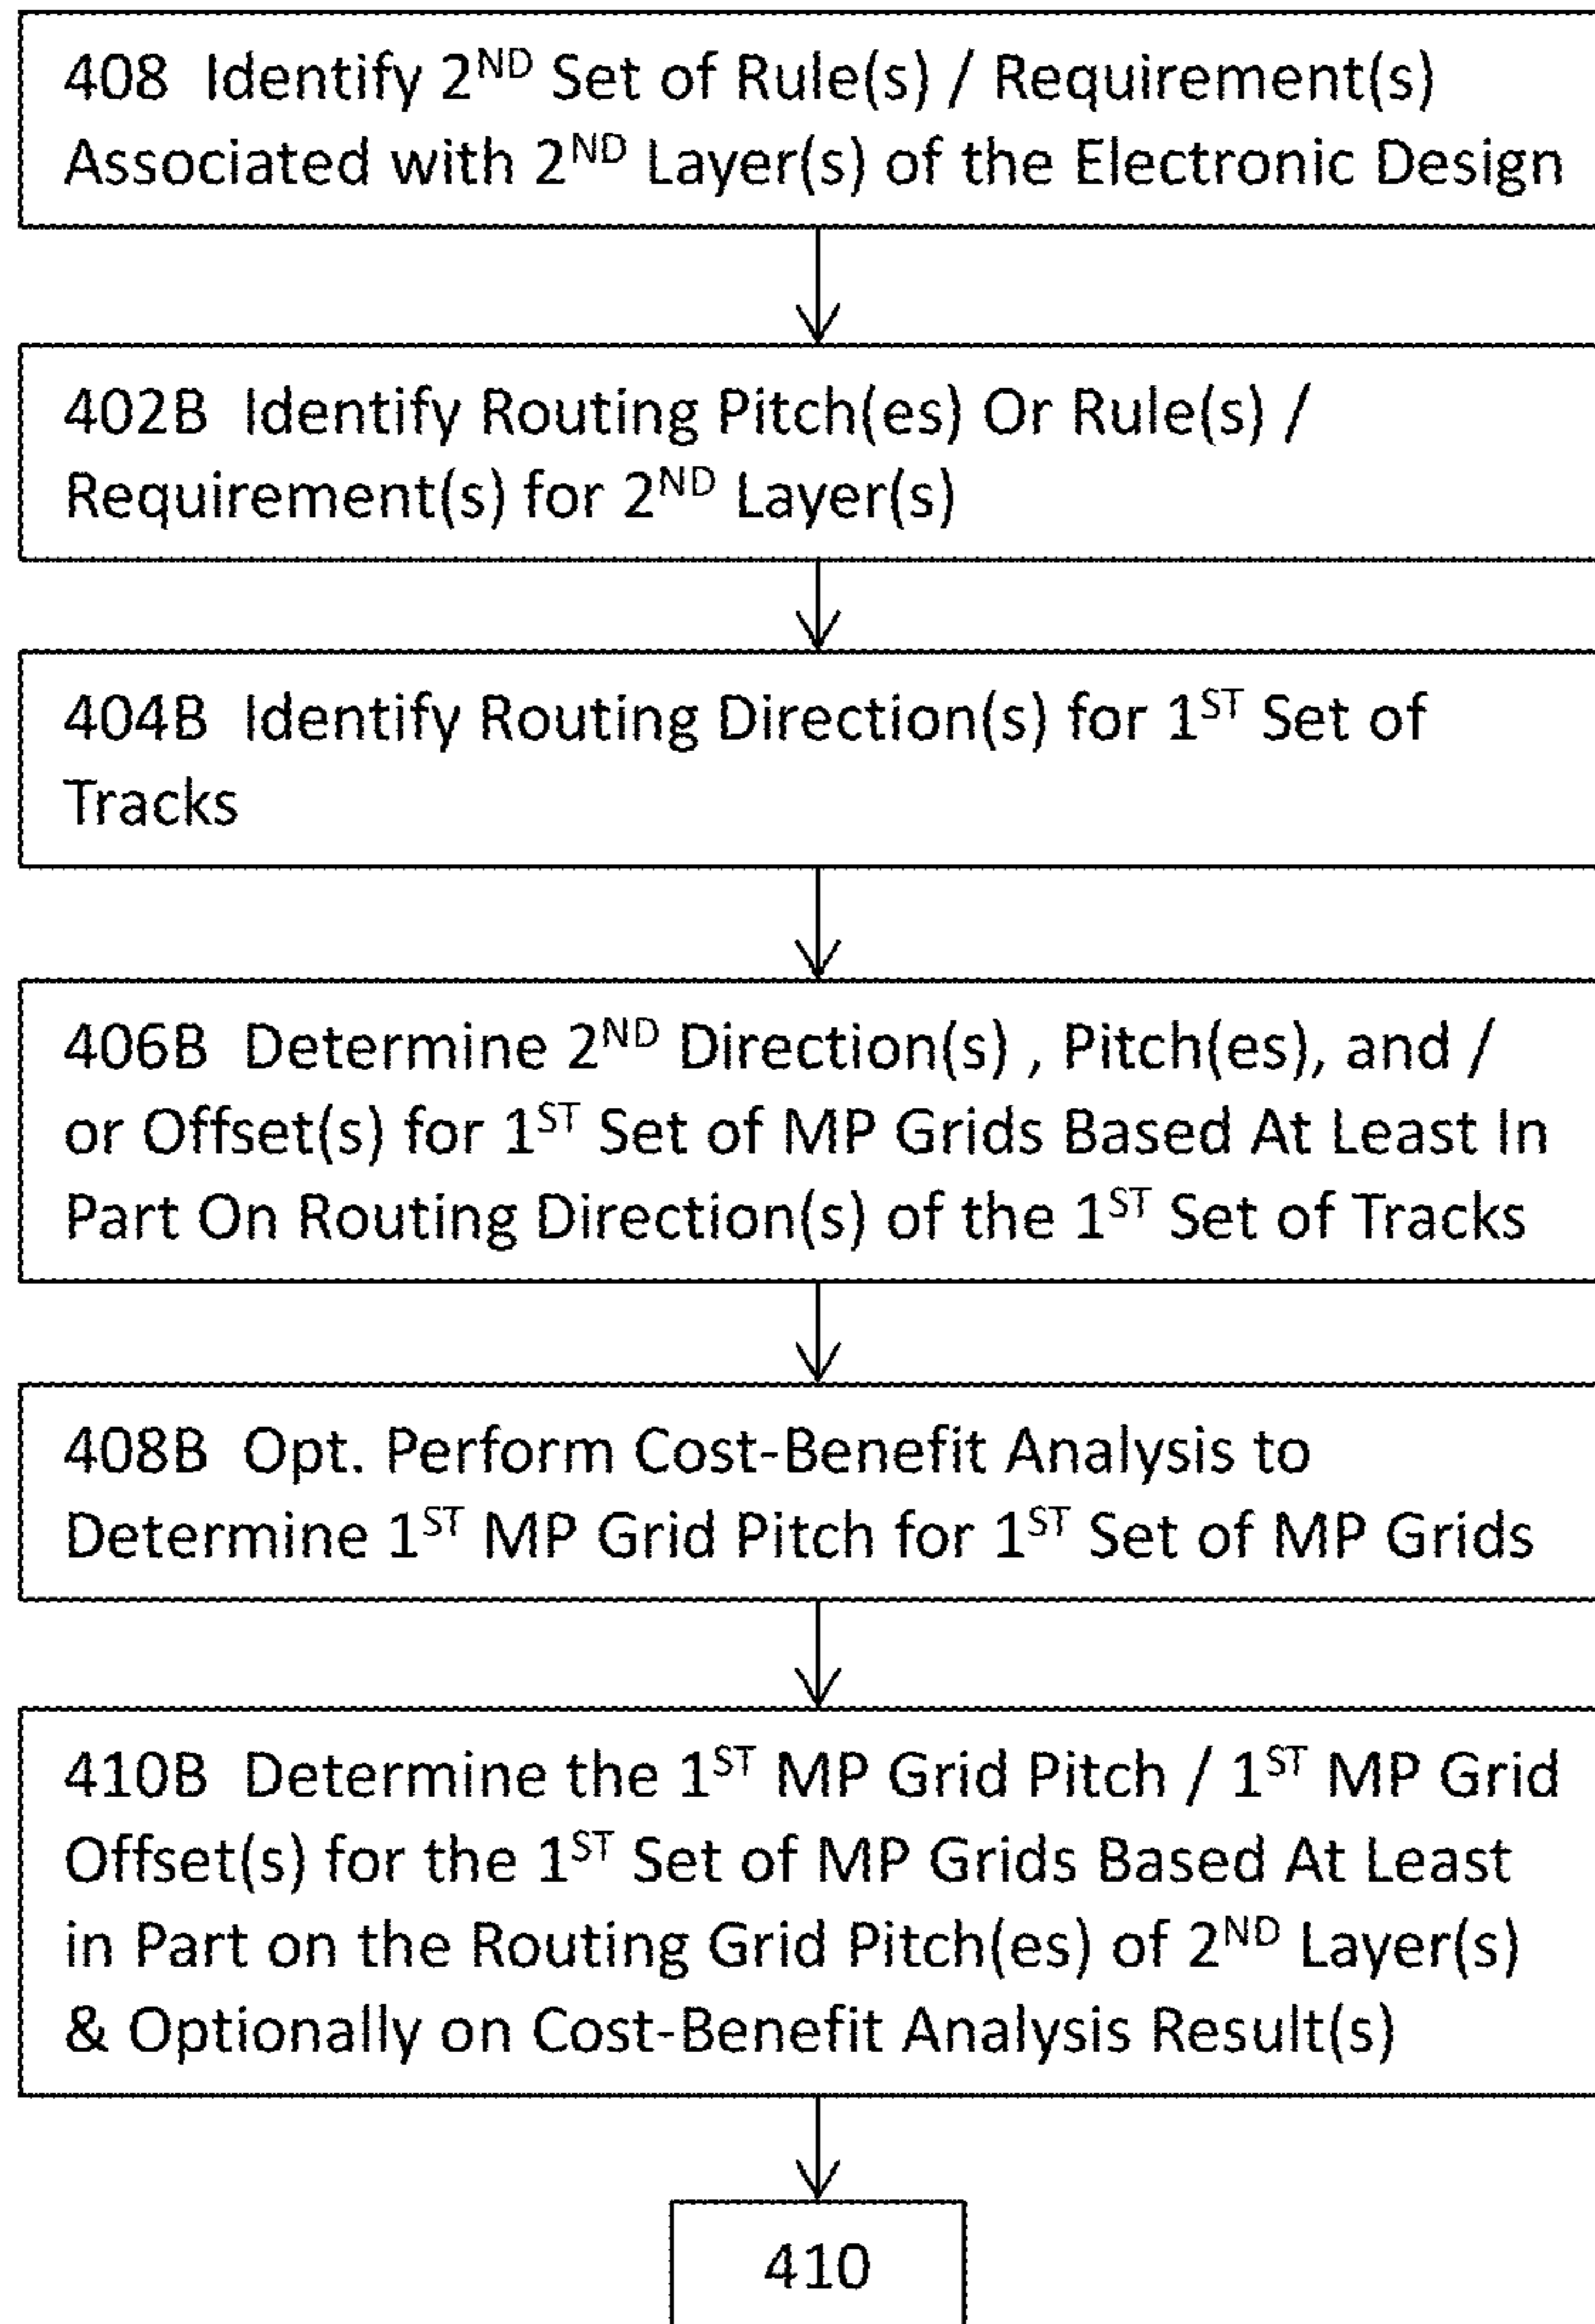 408 Identify 2ND Set of Rule(s) / Requirement(s)
Associated with 2ND Layer(s) of the Electronic Design
402B Identify Routing Pitch(es) Or Rule(s) /
Requirement(s) for 2ND Layer(s)
404B Identify Routing Direction(s) for 1ST Set of
Tracks
406B Determine 2ND Direction(s) , Pitch(es), and /
or Offset(s) for 1ST Set of MP Grids Based At Least In
Part On Routing Direction(s) of the 1ST Set of Tracks
408B Opt. Perform Cost-Benefit Analysis to
Determine 1ST MP Grid Pitch for 1ST Set of MP Grids
410B Determine the 1ST MP Grid Pitch / 1ST MP Grid
Offset(s) for the 1ST Set of MP Grids Based At Least
in Part on the Routing Grid Pitch(es) of 2ND Layer(s)
& Optionally on Cost-Benefit Analysis Result(s)
410